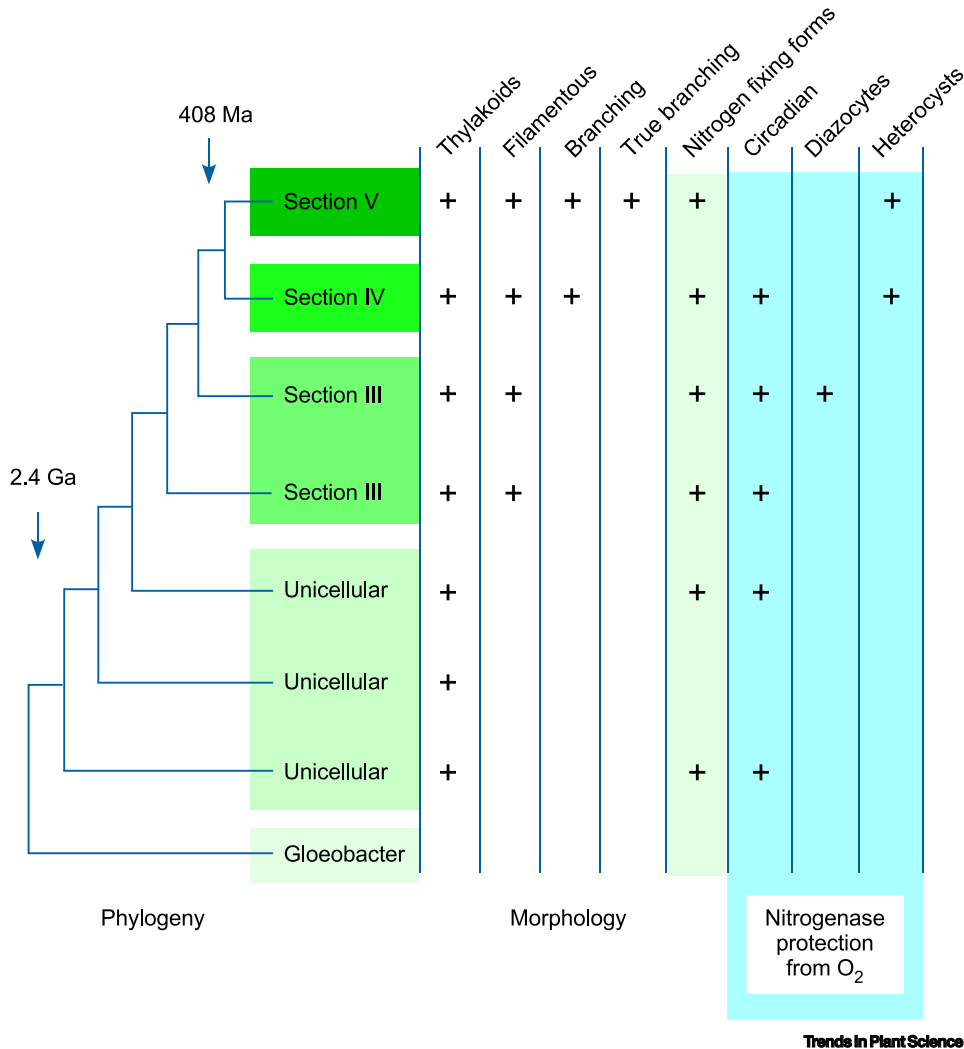 Thylakoids
Filamentous
Branching
True branching
Nitrogen fixing forms
Circadian
Diazocytes
Heterocysts
408 Ma
Section V + + + + + +
Section IV + + + + + +
Section III + + + + +
2.4 Ga
Section III + + + +
Unicellular + + +
Unicellular +
Unicellular + + +
Gloeobacter
Phylogeny
Morphology
Nitrogenase
protection
from O₂
Trends in Plant Science